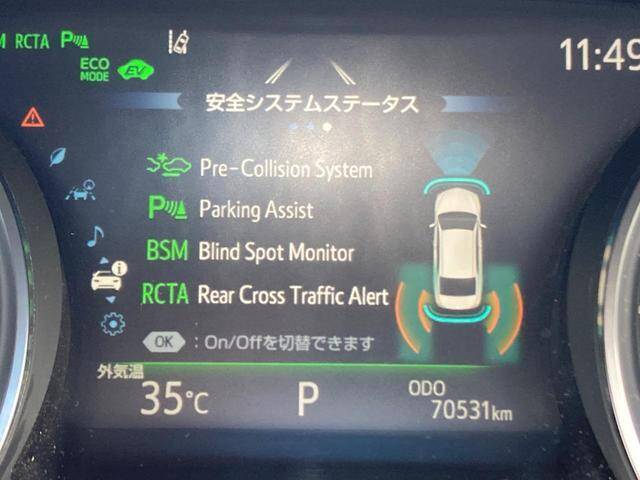 RCTA P 11:49
ECO
MODE EV
安全システムステータス
Pre-Collision System
P Parking Assist
BSM Blind Spot Monitor
RCTA Rear Cross Traffic Alert
OK :On/Offを切替できます
外気温
35℃ P ODO
70531km